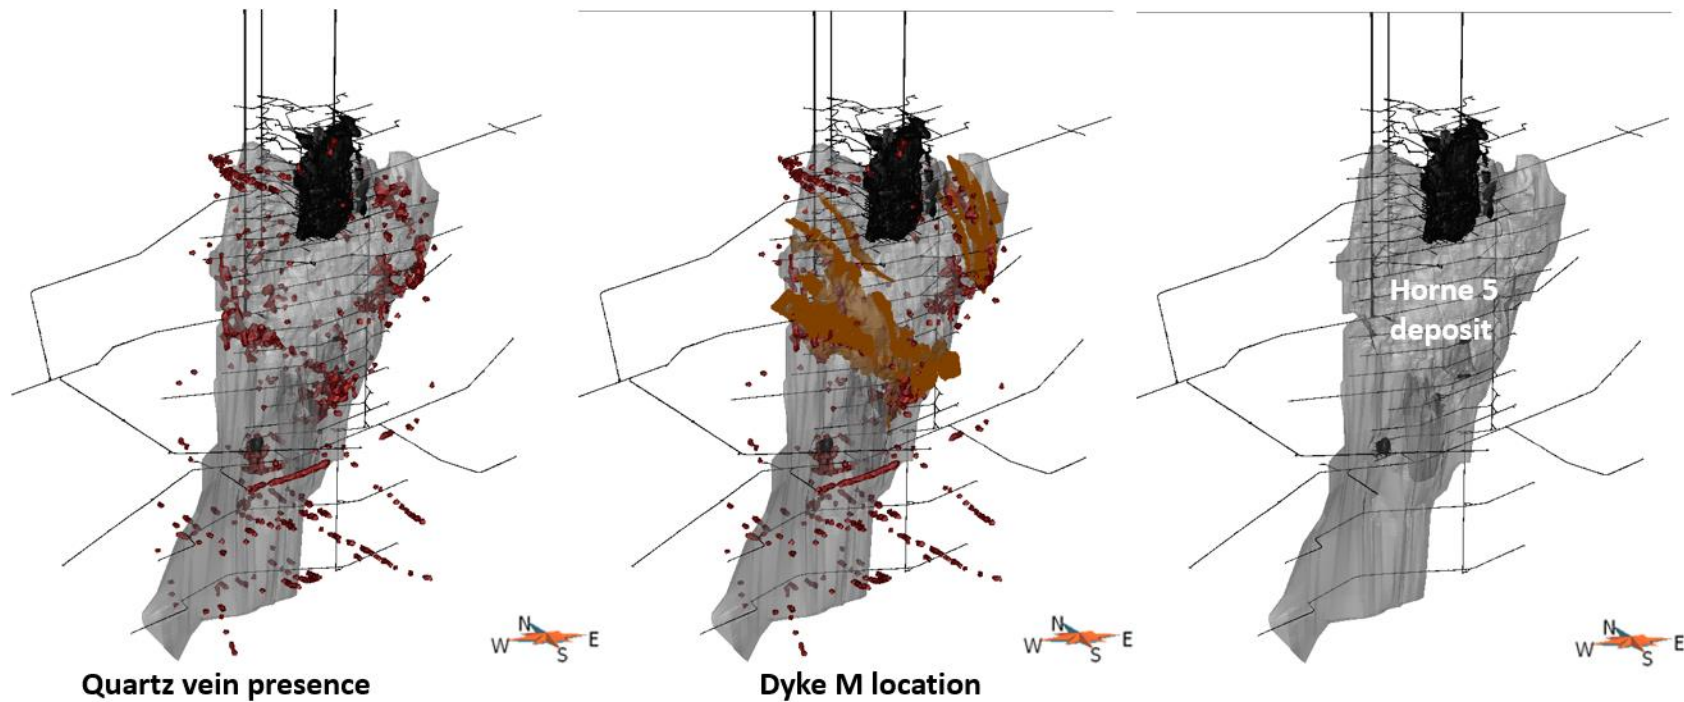 Horne 5
deposit
N
W
E
S
N
W
E
S
N
W
E
S
Quartz vein presence
Dyke M location